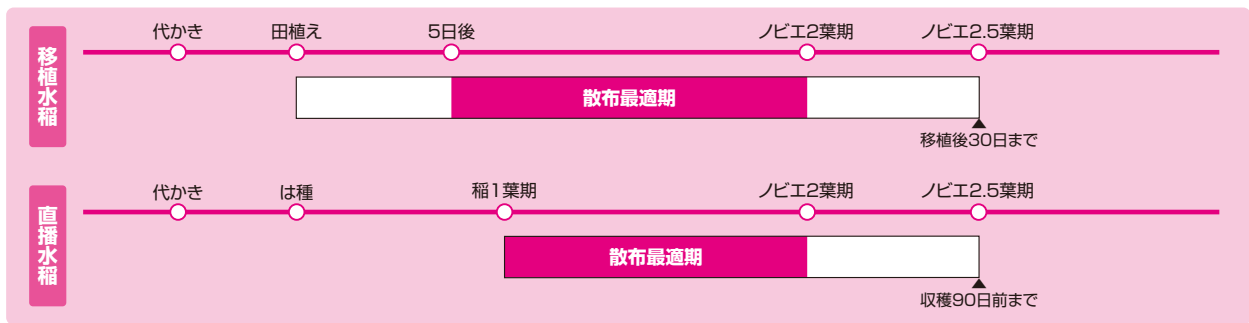 移植水稲
代かき
田植え
5日後
ノビエ2葉期
ノビエ2.5葉期
散布最適期
移植後30日まで
直播水稲
代かき
は種
稲1葉期
ノビエ2葉期
ノビエ2.5葉期
散布最適期
収穫90日前まで